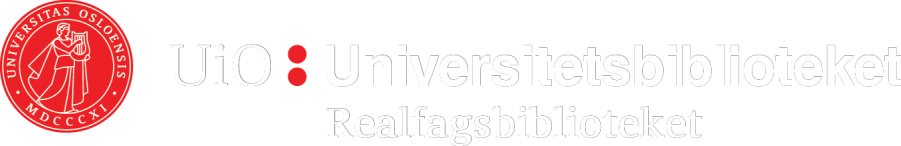 UNIVERSITAS OSLOENSIS
MDCCCXI
UiO : Universitetsbiblioteket
Realfagsbiblioteket